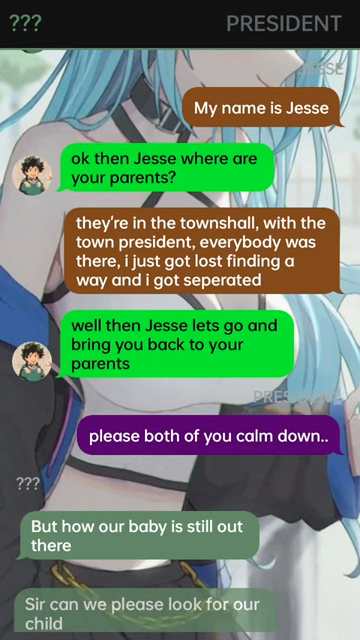 ???
PRESIDENT
JESSE
My name is Jesse
ok then Jesse where are
your parents?
they're in the townshall, with the
town president, everybody was
there, i just got lost finding a
way and i got seperated
well then Jesse lets go and
bring you back to your
parents
PRESIDENT
please both of you calm down..
???
But how our baby is still out
there
Sir can we please look for our
child